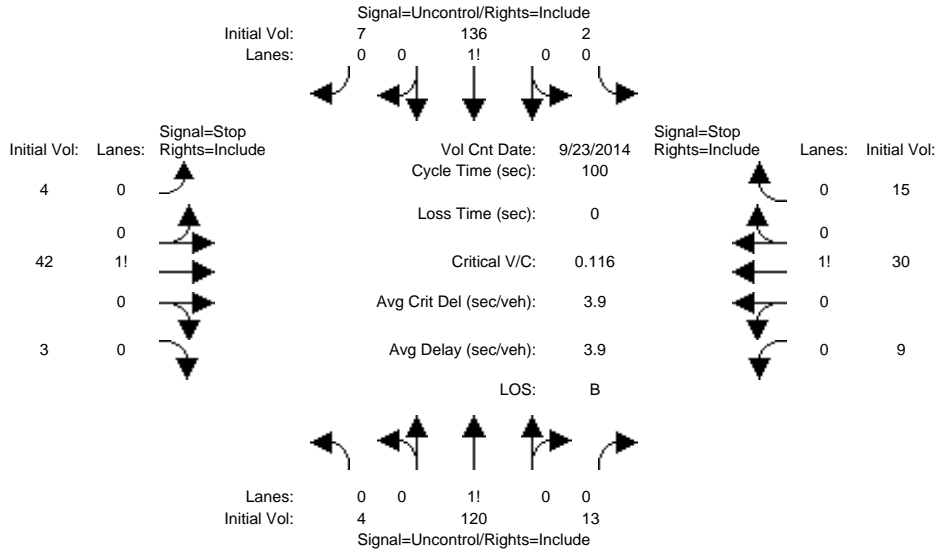 Signal=Uncontrol/Rights=Include
Initial Vol: 7 136 2
Lanes: 0 0 1! 0 0
Signal=Stop Signal=Stop
Initial Vol: Lanes: Rights=Include Vol Cnt Date: 9/23/2014 Rights=Include Lanes: Initial Vol:
Cycle Time (sec): 100
4 0 0 15
Loss Time (sec): 0
0 0
42 1! Critical V/C: 0.116 1! 30
0 Avg Crit Del (sec/veh): 3.9 0
3 0 Avg Delay (sec/veh): 3.9 0 9
LOS: B
Lanes: 0 0 1! 0 0
Initial Vol: 4 120 13
Signal=Uncontrol/Rights=Include